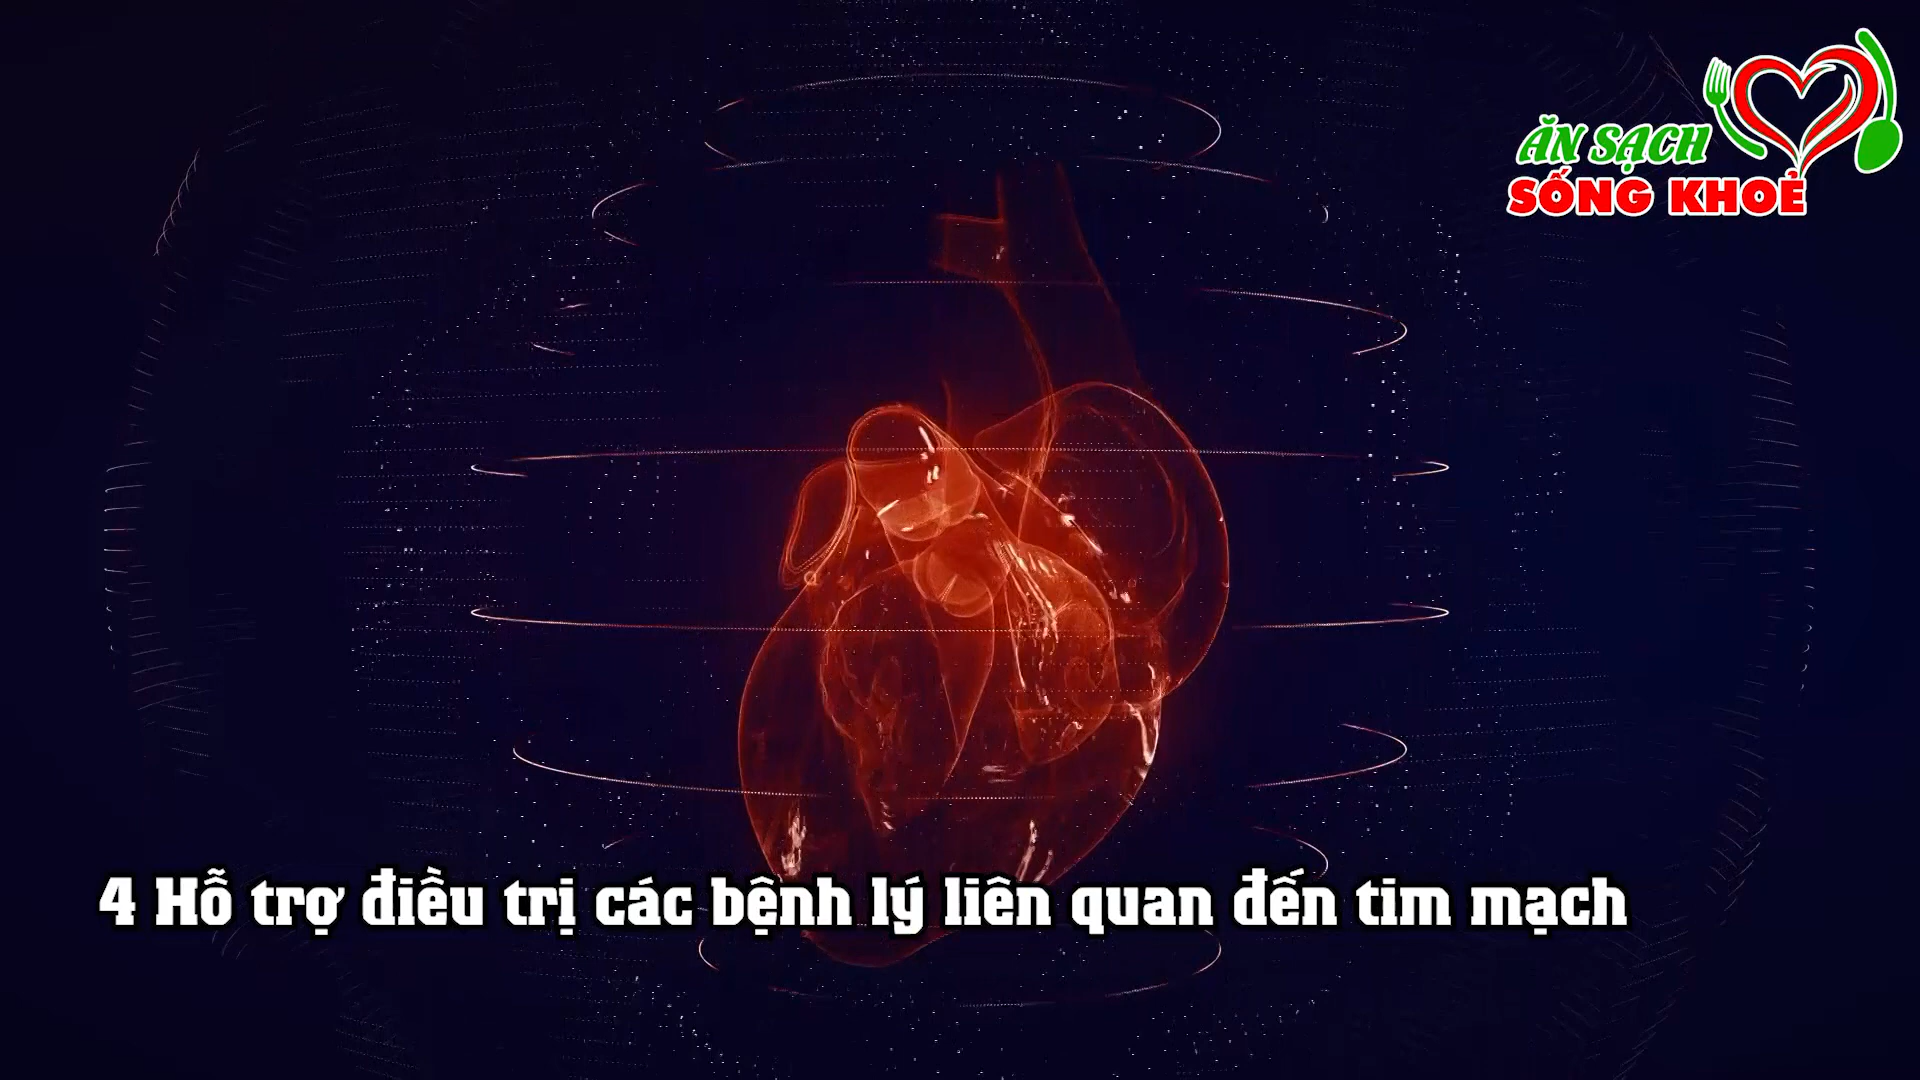 ĂN SẠCH
SỐNG KHOẺ
4 Hỗ trợ điều trị các bệnh lý liên quan đến tim mạch